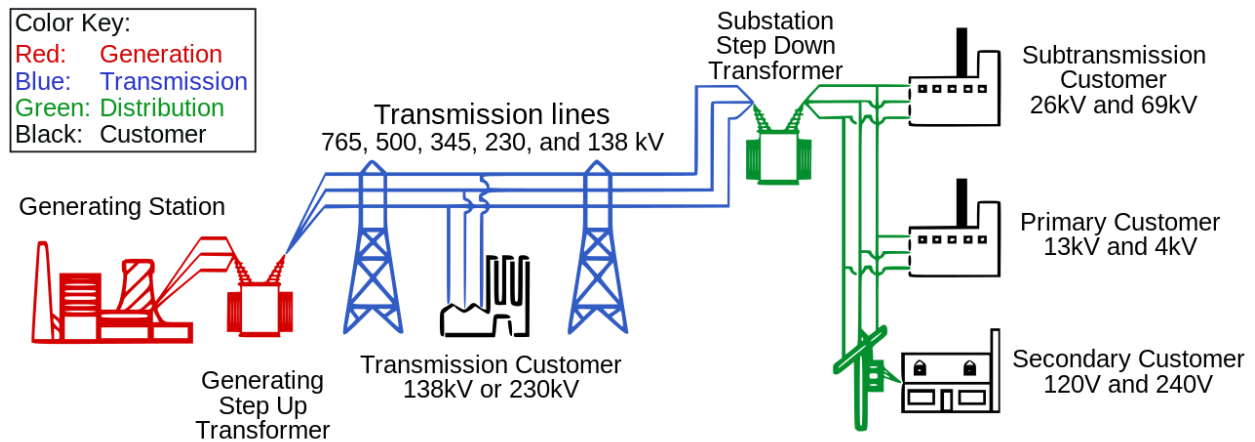 Color Key:
Red: Generation
Blue: Transmission
Green: Distribution
Black: Customer
Generating Station
Generating
Step Up
Transformer
Transmission lines
765, 500, 345, 230, and 138 kV
Transmission Customer
138kV or 230kV
Substation
Step Down
Transformer
Subtransmission
Customer
26kV and 69kV
Primary Customer
13kV and 4kV
Secondary Customer
120V and 240V